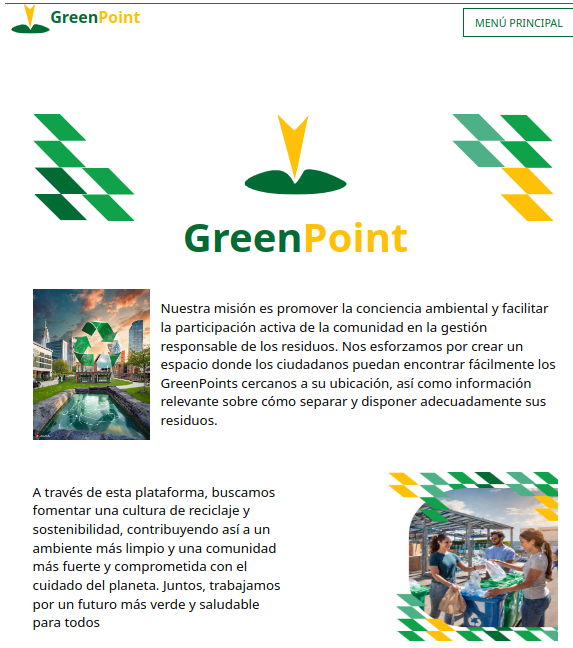 GreenPoint
MENÚ PRINCIPAL
GreenPoint
Nuestra misión es promover la conciencia ambiental y facilitar
la participación activa de la comunidad en la gestión
responsable de los residuos. Nos esforzamos por crear un
espacio donde los ciudadanos puedan encontrar fácilmente los
GreenPoints cercanos a su ubicación, así como información
relevante sobre cómo separar y disponer adecuadamente sus
residuos.
A través de esta plataforma, buscamos
fomentar una cultura de reciclaje y
sostenibilidad, contribuyendo así a un
ambiente más limpio y una comunidad
más fuerte y comprometida con el
cuidado del planeta. Juntos, trabajamos
por un futuro más verde y saludable
para todos